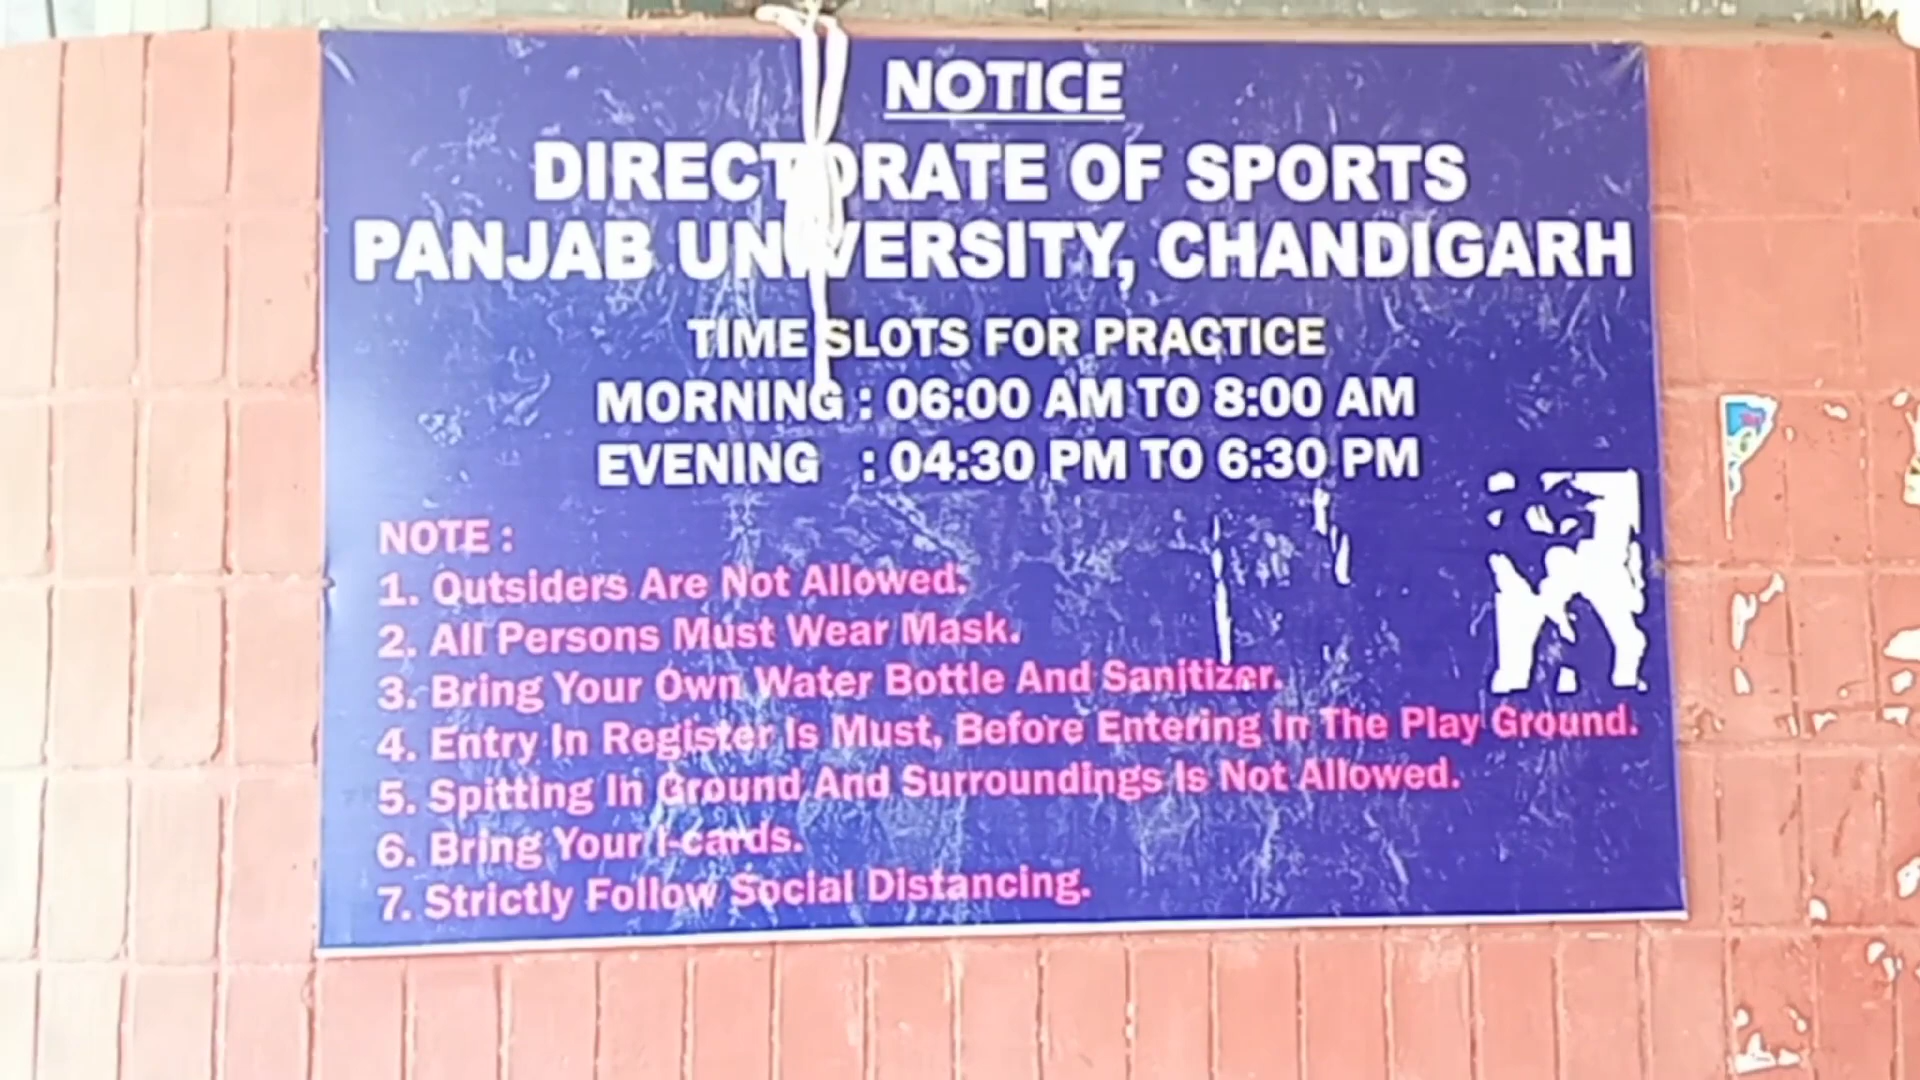 NOTICE
DIRECTORATE OF SPORTS
PANJAB UNIVERSITY, CHANDIGARH
TIME SLOTS FOR PRACTICE
MORNING : 06:00 AM TO 8:00 AM
EVENING : 04:30 PM TO 6:30 PM
NOTE :
1. Outsiders Are Not Allowed.
2. All Persons Must Wear Mask.
3. Bring Your Own Water Bottle And Sanitizer.
4. Entry In Register Is Must, Before Entering In The Play Ground.
5. Spitting In Ground And Surroundings Is Not Allowed.
6. Bring Your I-cards.
7. Strictly Follow Social Distancing.